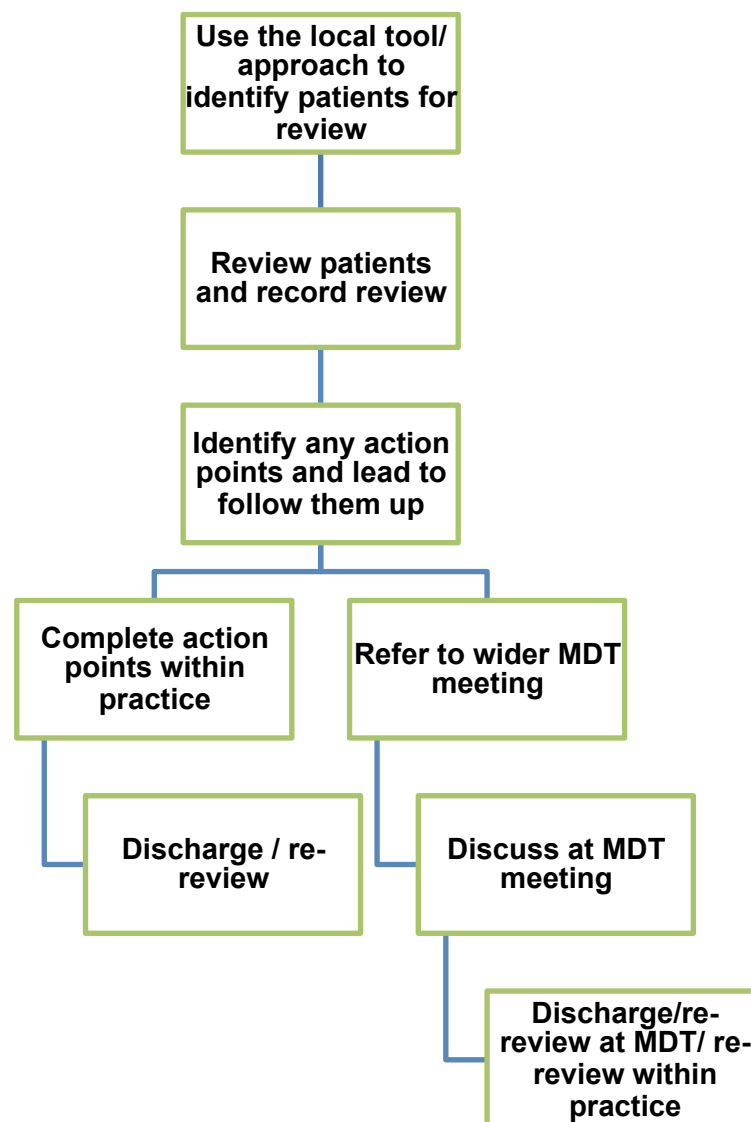 Use the local tool/
approach to
identify patients for
review
Review patients
and record review
Identify any action
points and lead to
follow them up
Complete action
points within
practice
Refer to wider MDT
meeting
Discharge / re-
review
Discuss at MDT
meeting
Discharge/re-
review at MDT/ re-
review within
practice